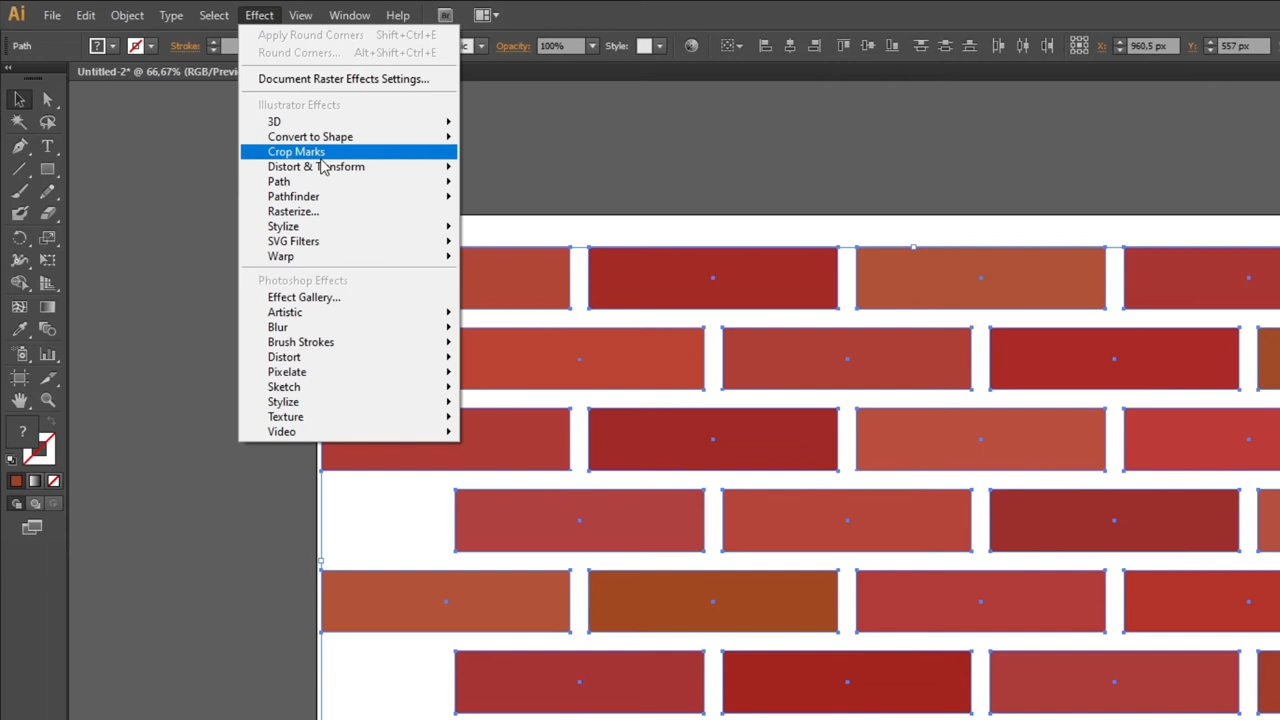 Ai File Edit Object Type Select Effect View Window Help Br
Path ? Stroke: Opacity: 100% Style: X: 960,5 px Y: 557 px
Untitled-2* @ 66,67% (RGB/Previ
Apply Round Corners Shift+Ctrl+E
Round Corners... Alt+Shift+Ctrl+E
Document Raster Effects Settings...
Illustrator Effects
3D
Convert to Shape
Crop Marks
Distort & Transform
Path
Pathfinder
Rasterize...
Stylize
SVG Filters
Warp
Photoshop Effects
Effect Gallery...
Artistic
Blur
Brush Strokes
Distort
Pixelate
Sketch
Stylize
Texture
Video
?